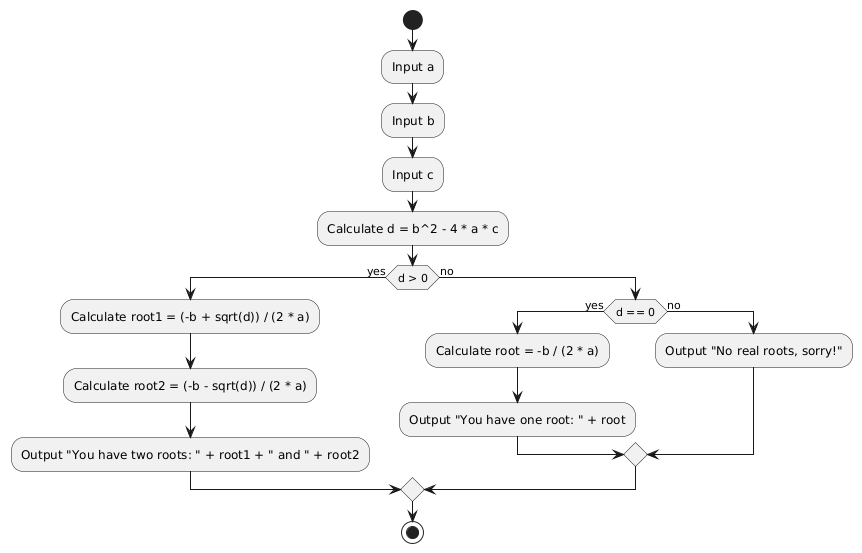 Input a
Input b
Input c
Calculate d = b^2 - 4 * a * c
yes
d > 0
no
Calculate root1 = (-b + sqrt(d)) / (2 * a)
Calculate root2 = (-b - sqrt(d)) / (2 * a)
Output "You have two roots: " + root1 + " and " + root2
yes
d == 0
no
Calculate root = -b / (2 * a)
Output "You have one root: " + root
Output "No real roots, sorry!"